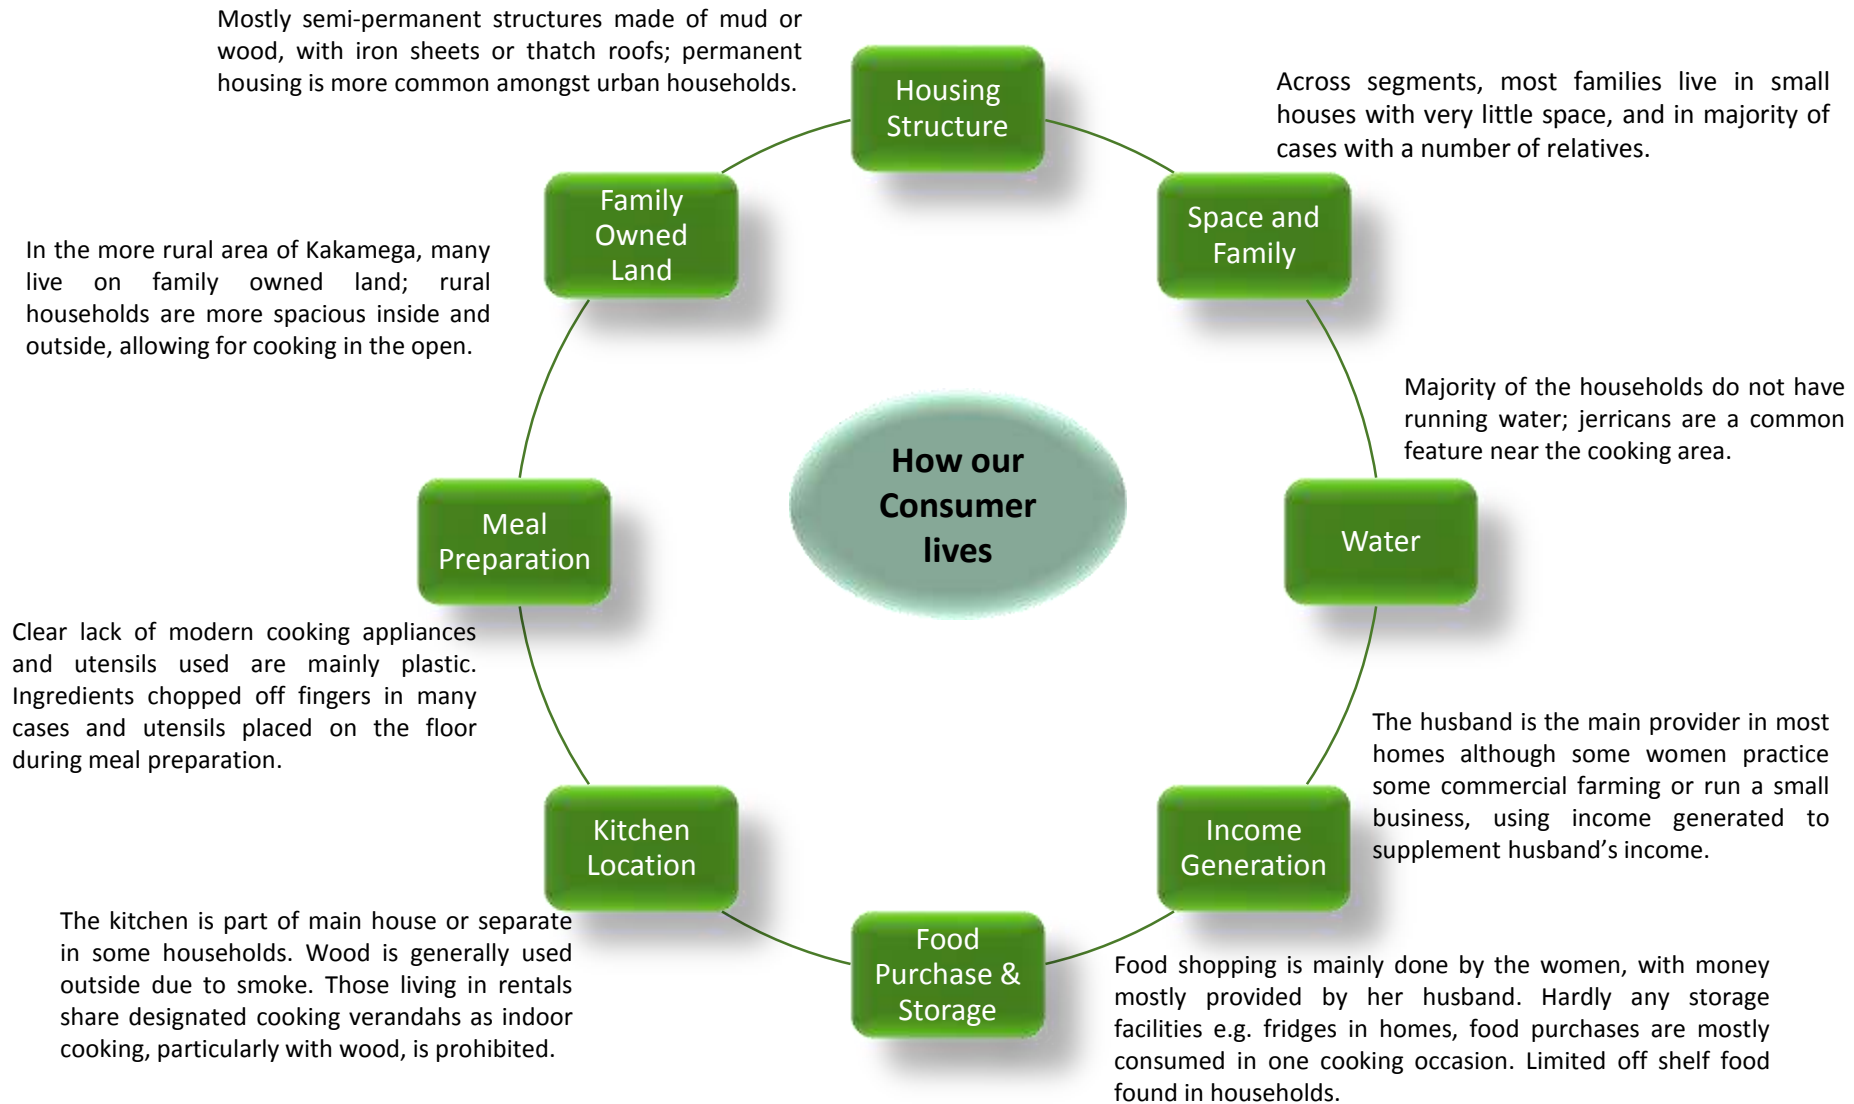 Mostly semi-permanent structures made of mud or
wood, with iron sheets or thatch roofs; permanent
housing is more common amongst urban households.
Housing
Structure
Across segments, most families live in small
houses with very little space, and in majority of
cases with a number of relatives.
Space and
Family
Majority of the households do not have
running water; jerricans are a common
feature near the cooking area.
Water
The husband is the main provider in most
homes although some women practice
some commercial farming or run a small
business, using income generated to
supplement husband’s income.
Income
Generation
Food shopping is mainly done by the women, with money
mostly provided by her husband. Hardly any storage
facilities e.g. fridges in homes, food purchases are mostly
consumed in one cooking occasion. Limited off shelf food
found in households.
Food
Purchase &
Storage
The kitchen is part of main house or separate
in some households. Wood is generally used
outside due to smoke. Those living in rentals
share designated cooking verandahs as indoor
cooking, particularly with wood, is prohibited.
Kitchen
Location
Clear lack of modern cooking appliances
and utensils used are mainly plastic.
Ingredients chopped off fingers in many
cases and utensils placed on the floor
during meal preparation.
Meal
Preparation
In the more rural area of Kakamega, many
live on family owned land; rural
households are more spacious inside and
outside, allowing for cooking in the open.
Family
Owned
Land
How our
Consumer
lives